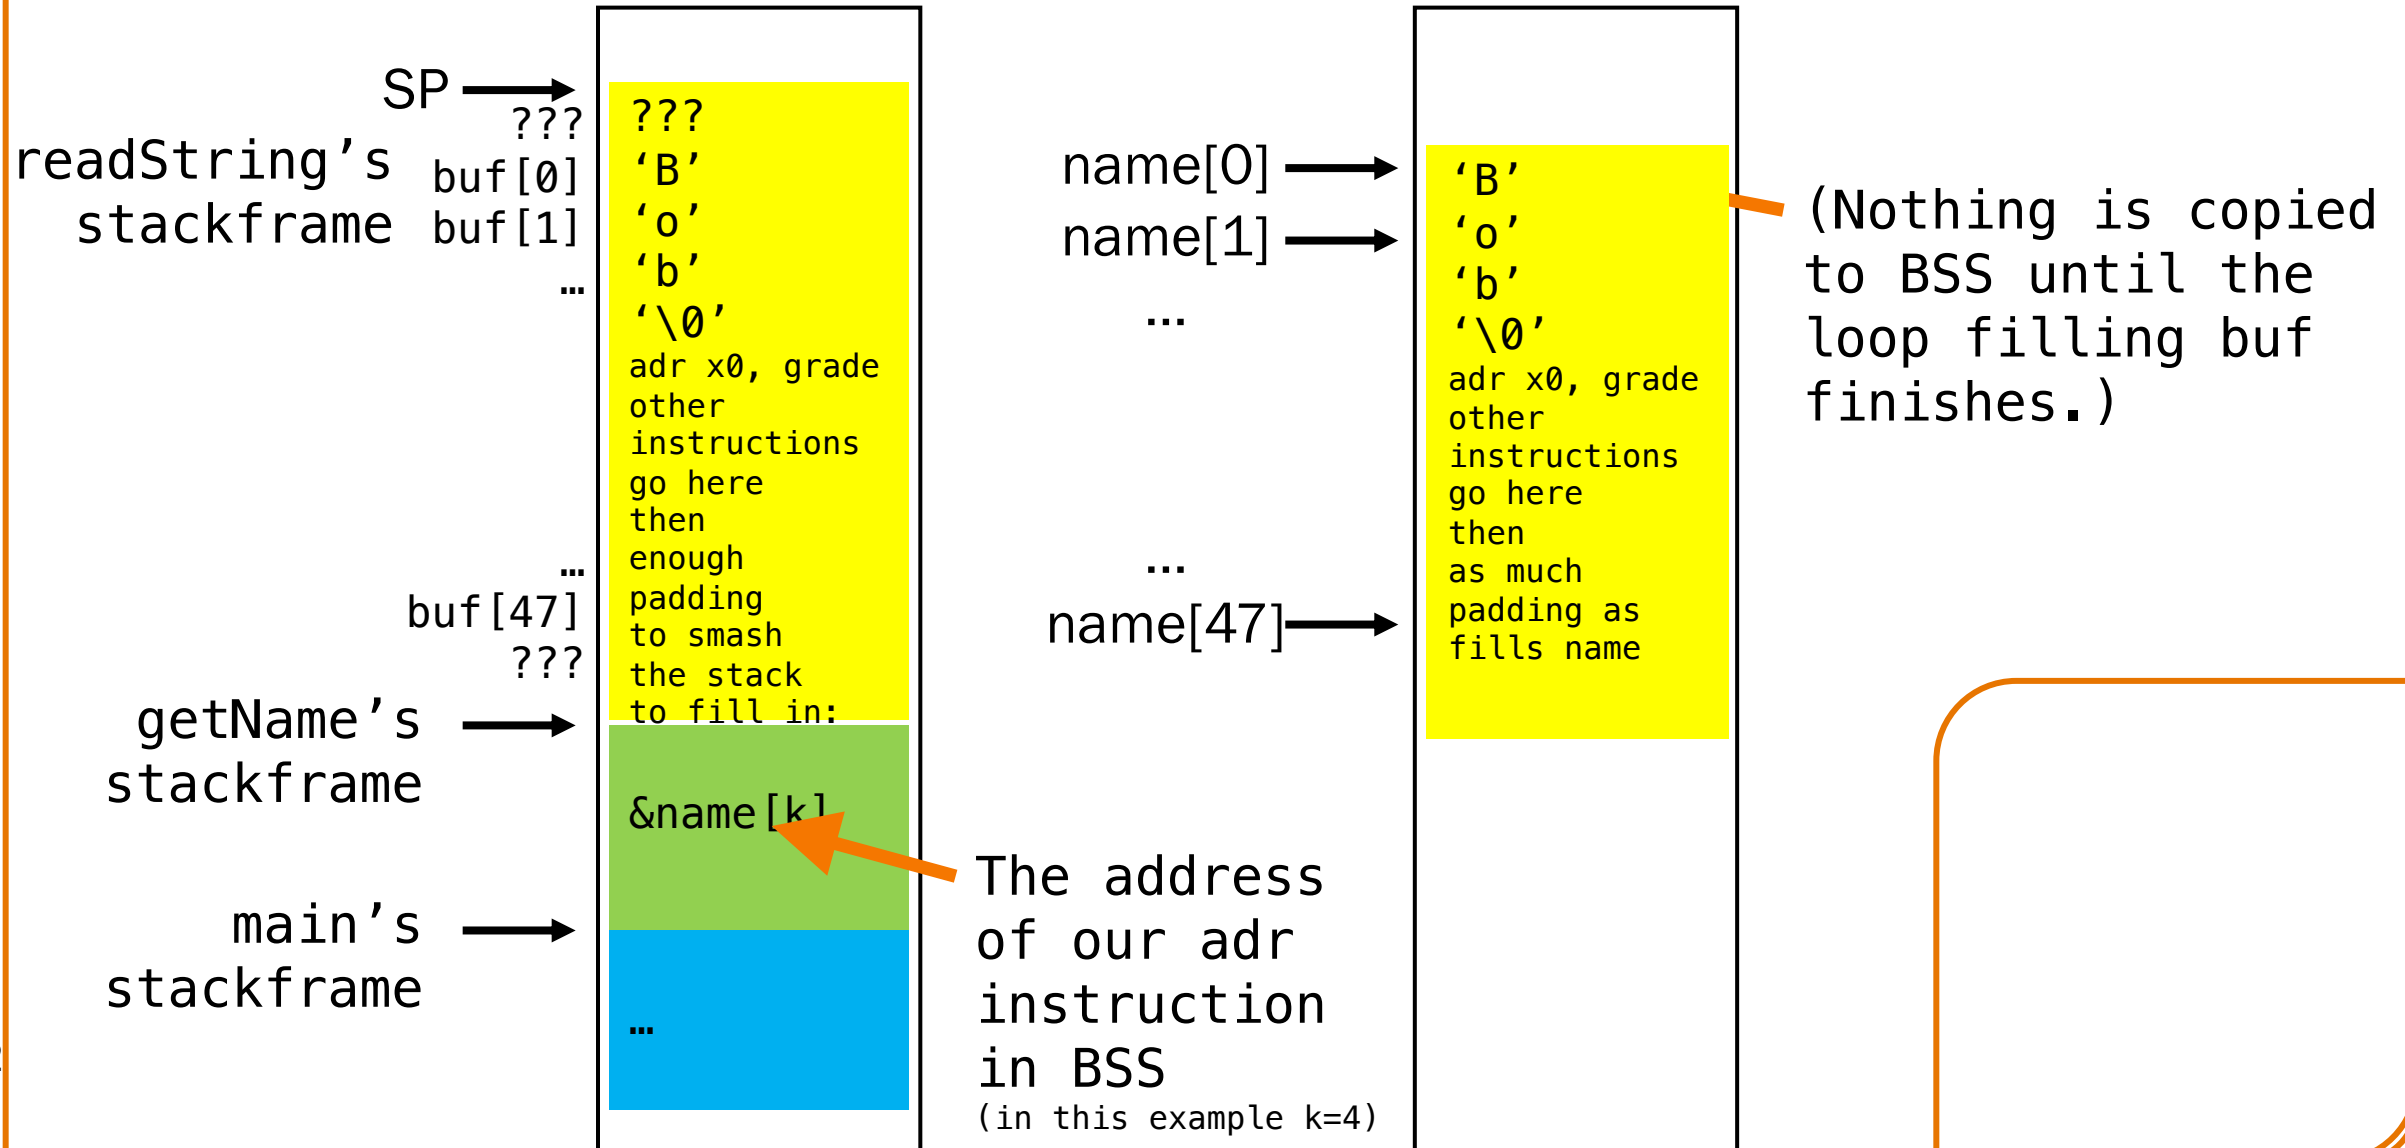 SP
???
readString’s
stackframe
buf[0]
buf[1]
…
…
buf[47]
???
getName’s
stackframe
main’s
stackframe
???
‘B’
‘o’
‘b’
‘\0’
adr x0, grade
other
instructions
go here
then
enough
padding
to smash
the stack
to fill in:
&name[k]
…
name[0]
name[1]
…
…
name[47]
The address
of our adr
instruction
in BSS
(in this example k=4)
‘B’
‘o’
‘b’
‘\0’
adr x0, grade
other
instructions
go here
then
as much
padding as
fills name
(Nothing is copied
to BSS until the
loop filling buf
finishes.)